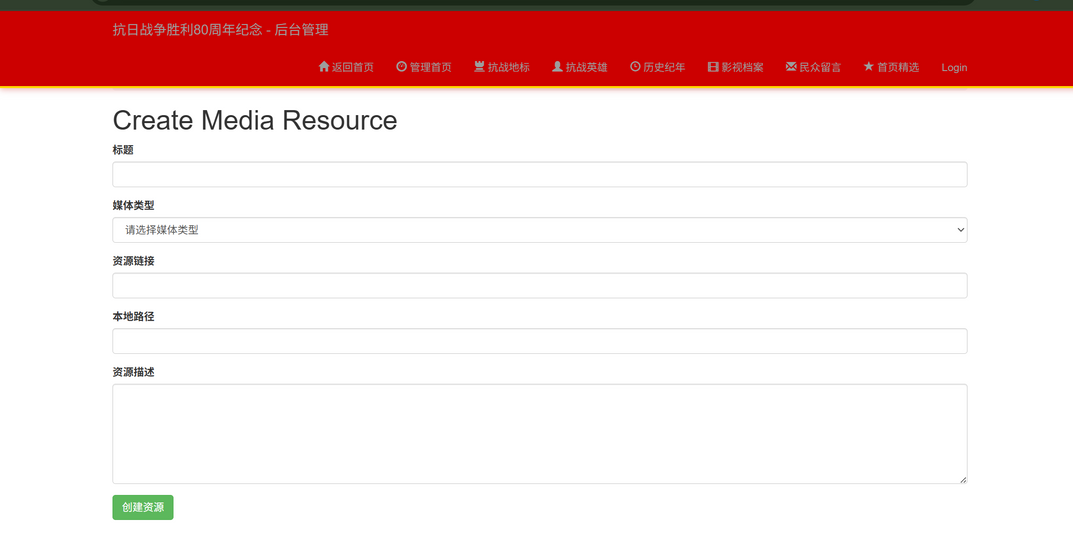 抗日战争胜利80周年纪念 - 后台管理
返回首页 管理首页 抗战地标 抗战英雄 历史纪年 影视档案 民众留言 首页精选 Login
Create Media Resource
标题
媒体类型
请选择媒体类型
资源链接
本地路径
资源描述
创建资源